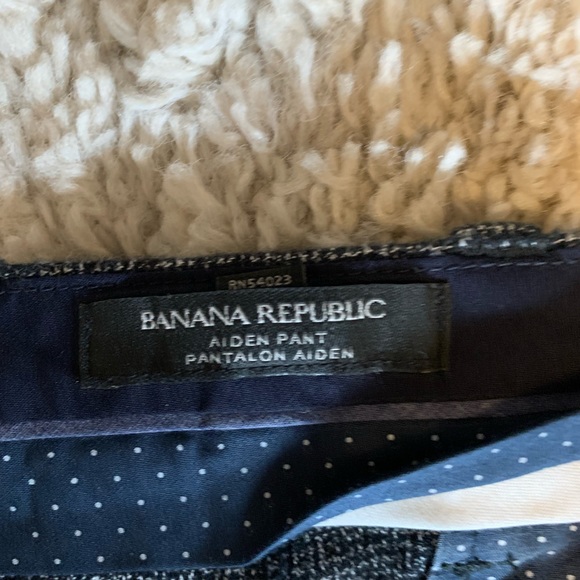 RN54023
BANANA REPUBLIC
AIDEN PANT
PANTALON AIDEN